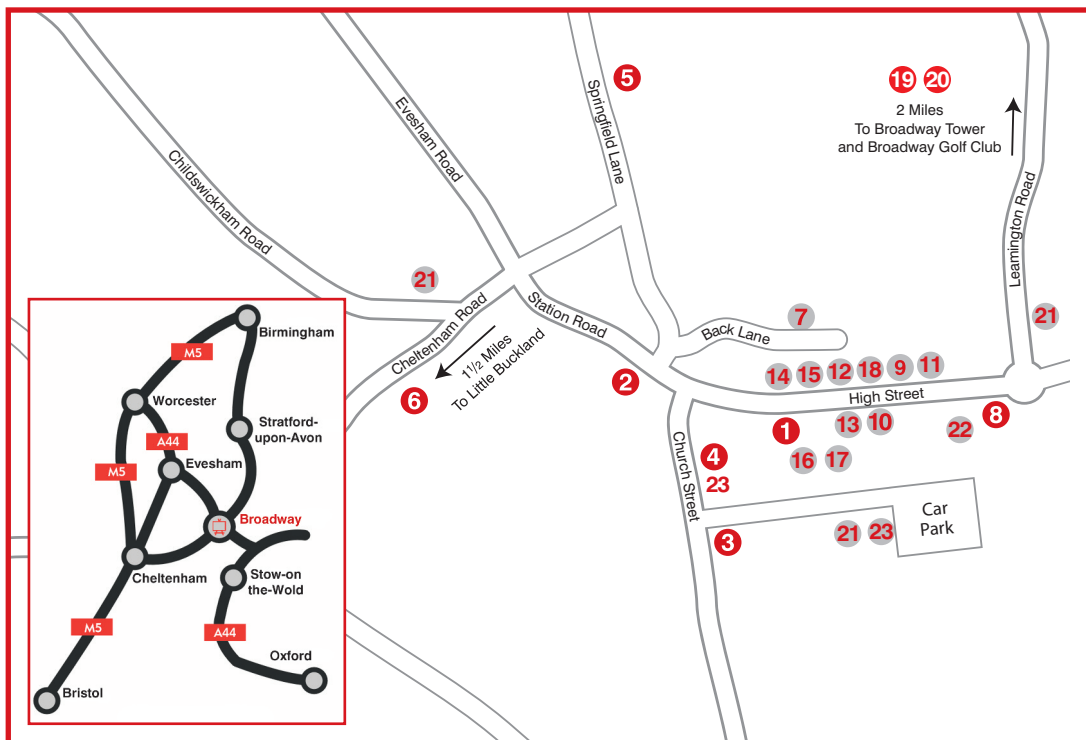 5
19 20
2 Miles
To Broadway Tower
and Broadway Golf Club
Springfield Lane
Evesham Road
Childswickham Road
Leamington Road
21
Station Road
Cheltenham Road
1½ Miles
To Little Buckland
6
2
Back Lane
7
21
14 15 12 18 9 11
High Street
1
13 10
22
8
16 17
4
23
Church Street
3
21 23
Car
Park
Birmingham
M5
Worcester
A44
Stratford-
upon-Avon
Evesham
M5
Broadway
Cheltenham
Stow-on
the-Wold
M5
A44
Oxford
Bristol